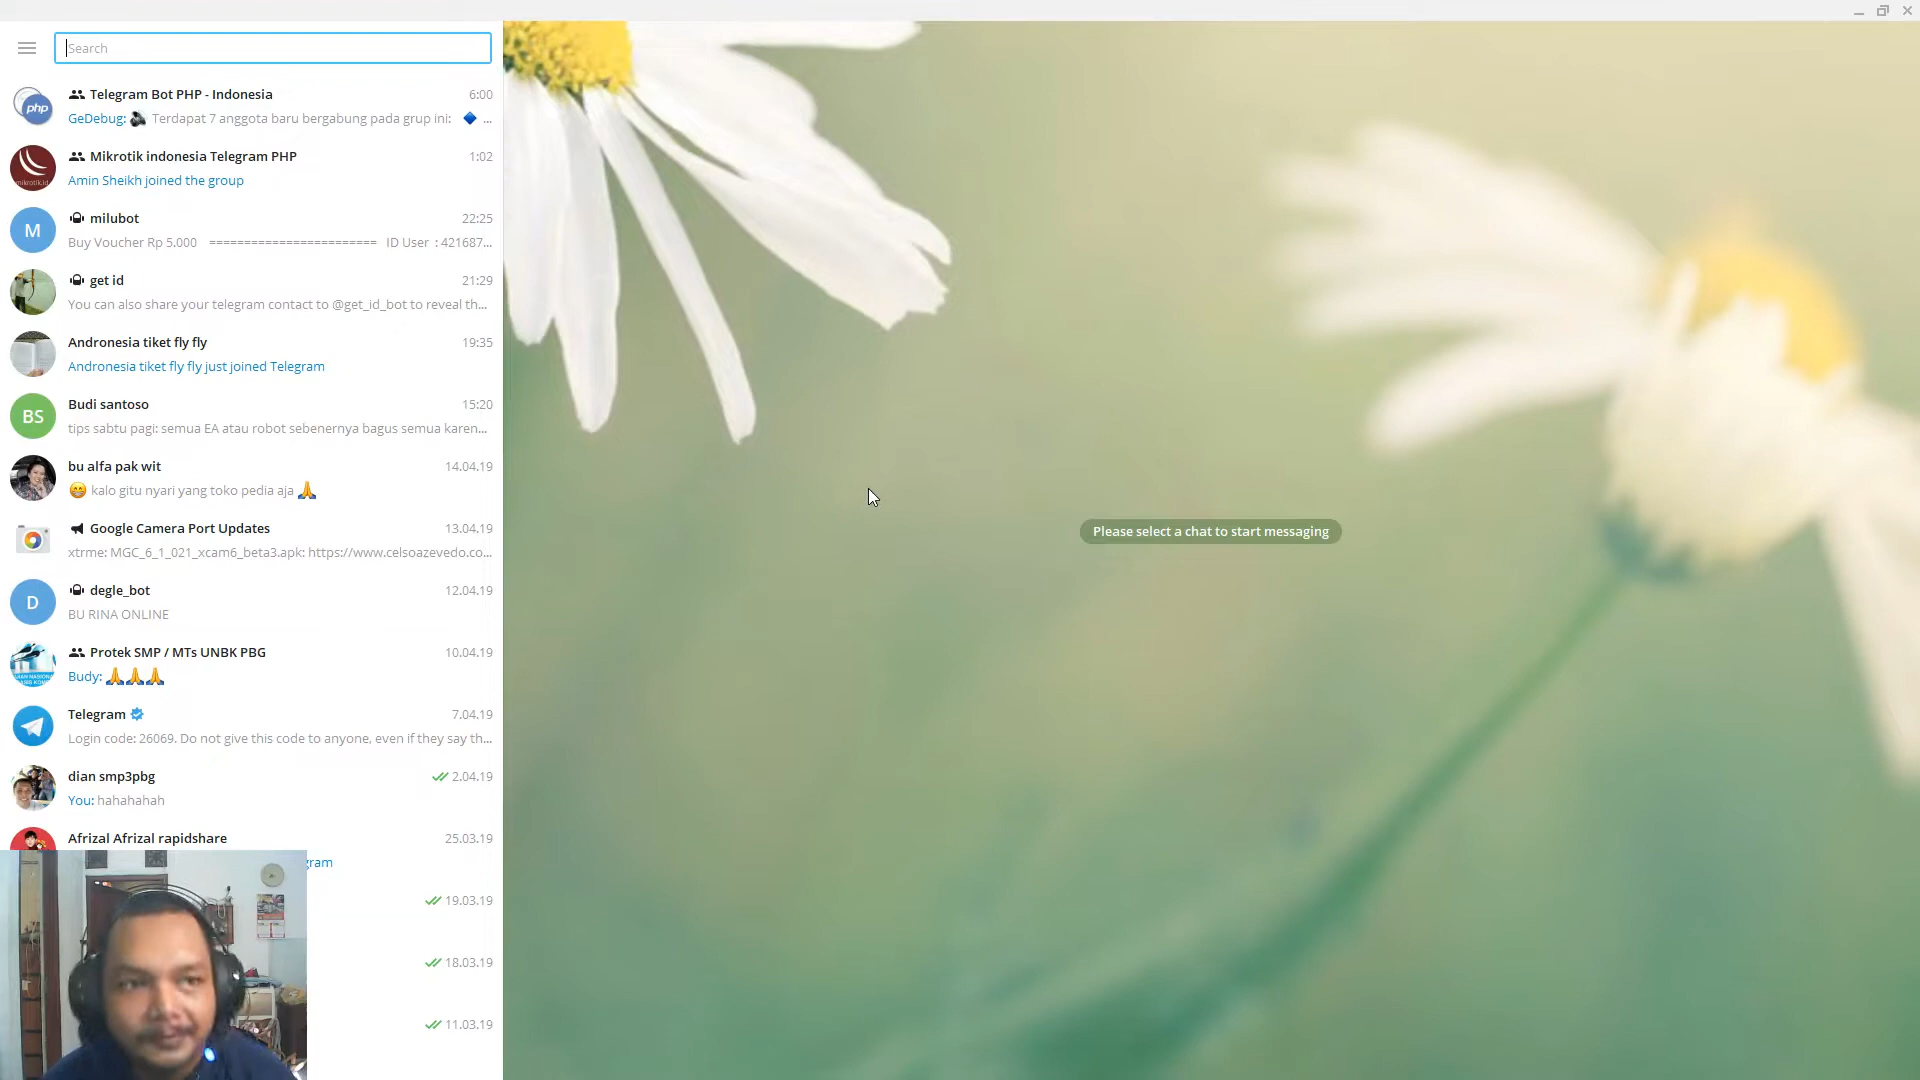 Search
php
Telegram Bot PHP - Indonesia
6:00
GeDebug: Terdapat 7 anggota baru bergabung pada grup ini: 🔷 ...
mikrotik.id
Mikrotik indonesia Telegram PHP
1:02
Amin Sheikh joined the group
M
milubot
22:25
Buy Voucher Rp 5.000 ======================== ID User : 421687...
get id
21:29
You can also share your telegram contact to @get_id_bot to reveal th...
Andronesia tiket fly fly
19:35
Andronesia tiket fly fly just joined Telegram
BS
Budi santoso
15:20
tips sabtu pagi: semua EA atau robot sebenernya bagus semua karen...
bu alfa pak wit
14.04.19
😁 kalo gitu nyari yang toko pedia aja 🙏
Google Camera Port Updates
13.04.19
xtrme: MGC_6_1_021_xcam6_beta3.apk: https://www.celsoazevedo.co...
D
degle_bot
12.04.19
BU RINA ONLINE
Protek SMP / MTs UNBK PBG
10.04.19
Budy: 🙏🙏🙏
Telegram
7.04.19
Login code: 26069. Do not give this code to anyone, even if they say th...
dian smp3pbg
2.04.19
You: hahahahah
Afrizal Afrizal rapidshare
25.03.19
gram
19.03.19
18.03.19
11.03.19
Please select a chat to start messaging